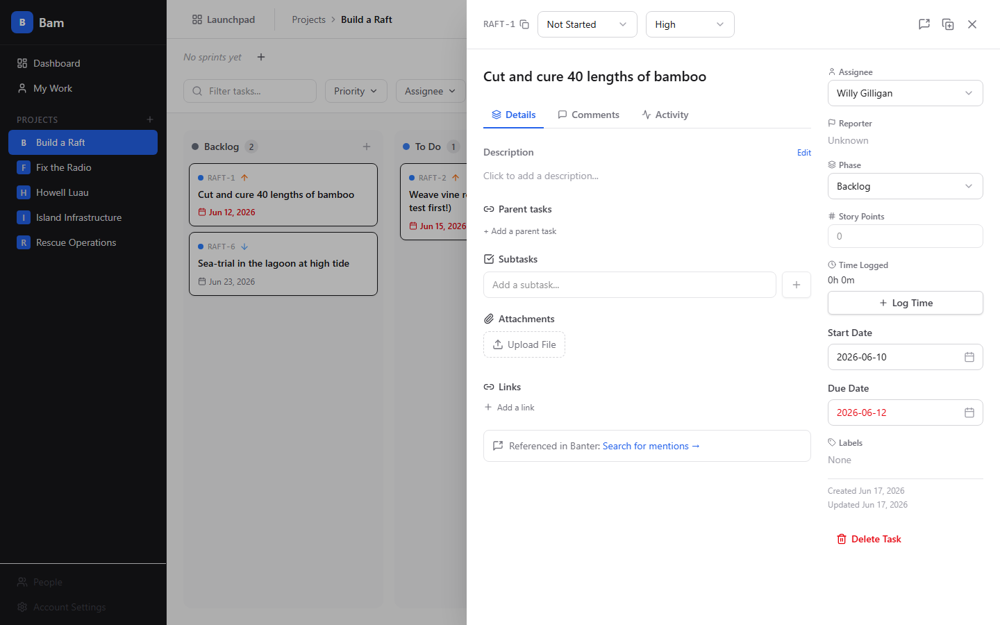 B Bam
Dashboard
My Work
PROJECTS
B Build a Raft
F Fix the Radio
H Howell Luau
I Island Infrastructure
R Rescue Operations
People
Account Settings
Launchpad
Projects > Build a Raft
No sprints yet +
Filter tasks...
Priority
Assignee
Backlog 2
RAFT-1
Cut and cure 40 lengths of bamboo
Jun 12, 2026
RAFT-6
Sea-trial in the lagoon at high tide
Jun 23, 2026
To Do 1
RAFT-2
Weave vine
test first!)
Jun 15, 2026
RAFT-1
Not Started
High
Cut and cure 40 lengths of bamboo
Details
Comments
Activity
Description
Edit
Click to add a description...
Parent tasks
+ Add a parent task
Subtasks
Add a subtask...
Attachments
Upload File
Links
+ Add a link
Referenced in Banter: Search for mentions →
Assignee
Willy Gilligan
Reporter
Unknown
Phase
Backlog
# Story Points
0
Time Logged
0h 0m
+ Log Time
Start Date
2026-06-10
Due Date
2026-06-12
Labels
None
Created Jun 17, 2026
Updated Jun 17, 2026
Delete Task